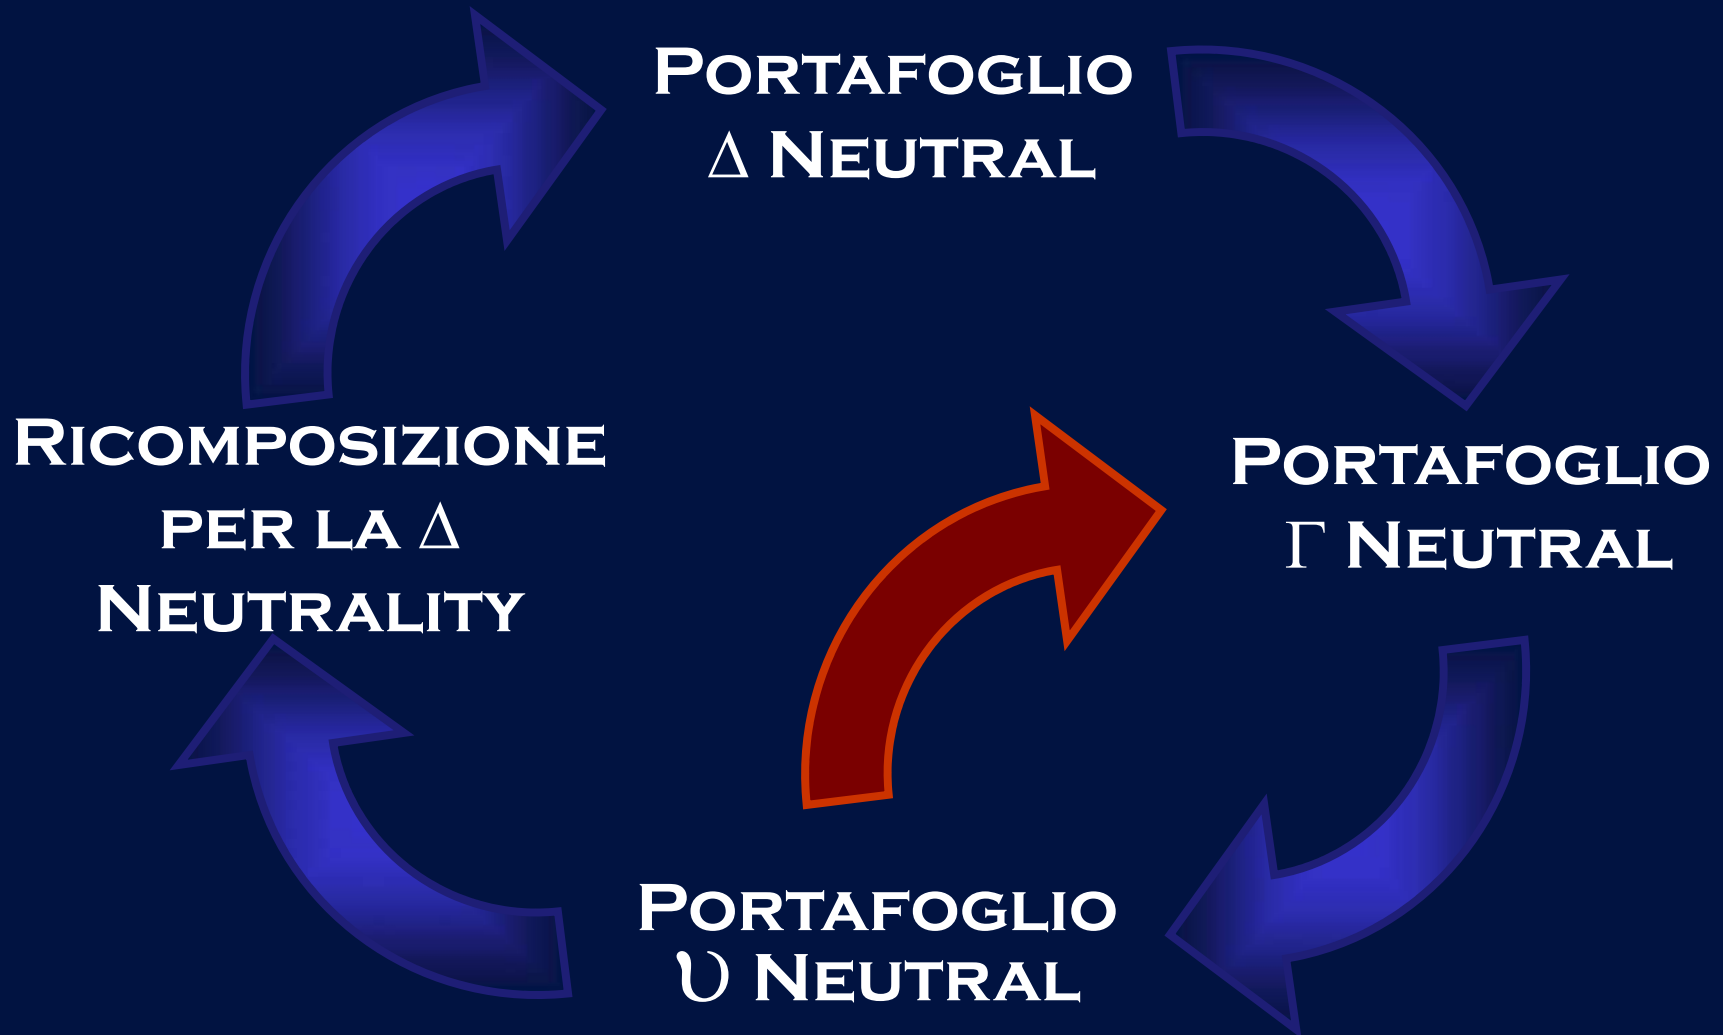 Portafoglio
Δ Neutral
Ricomposizione
per la Δ
Neutrality
Portafoglio
Γ Neutral
Portafoglio
υ Neutral